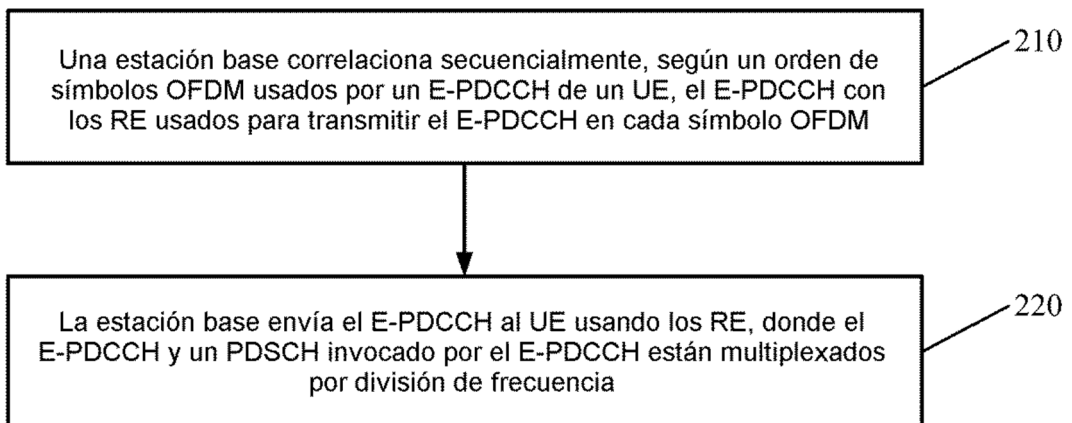 Una estación base correlaciona secuencialmente, según un orden de
símbolos OFDM usados por un E-PDCCH de un UE, el E-PDCCH con
los RE usados para transmitir el E-PDCCH en cada símbolo OFDM
210
La estación base envía el E-PDCCH al UE usando los RE, donde el
E-PDCCH y un PDSCH invocado por el E-PDCCH están multiplexados
por división de frecuencia
220